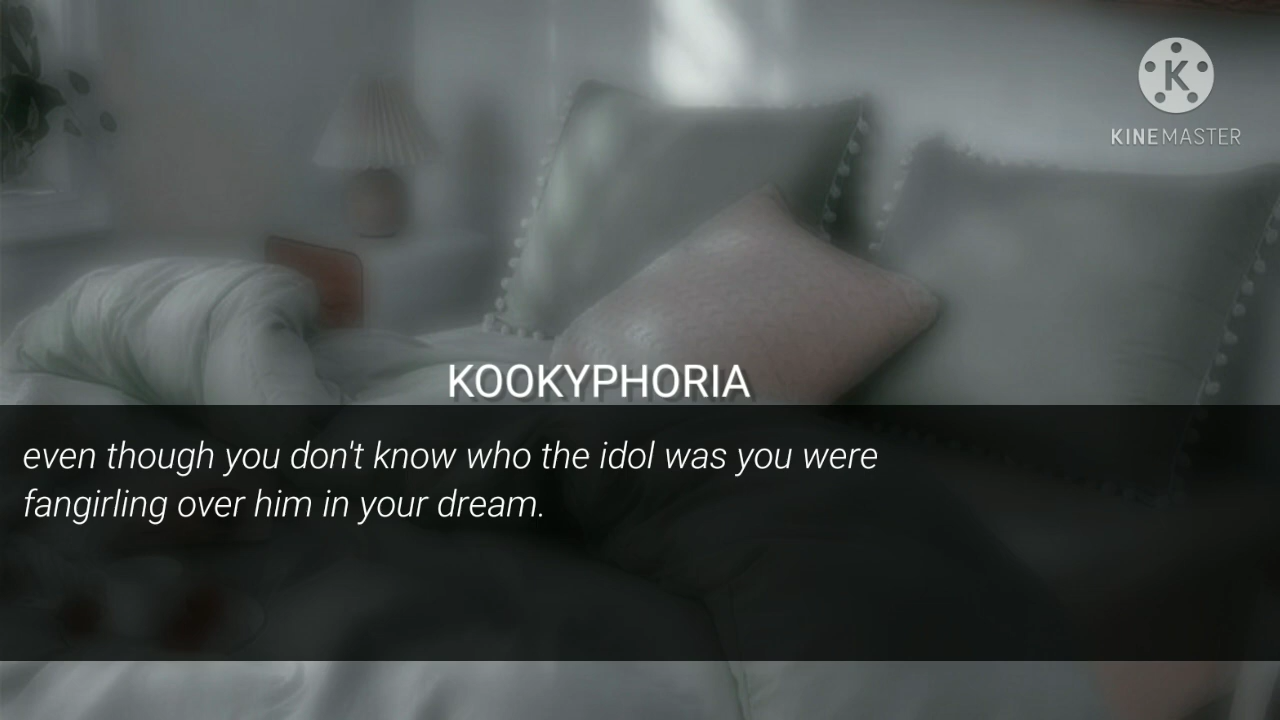 K
KINEMASTER
KOOKYPHORIA
even though you don't know who the idol was you were
fangirling over him in your dream.